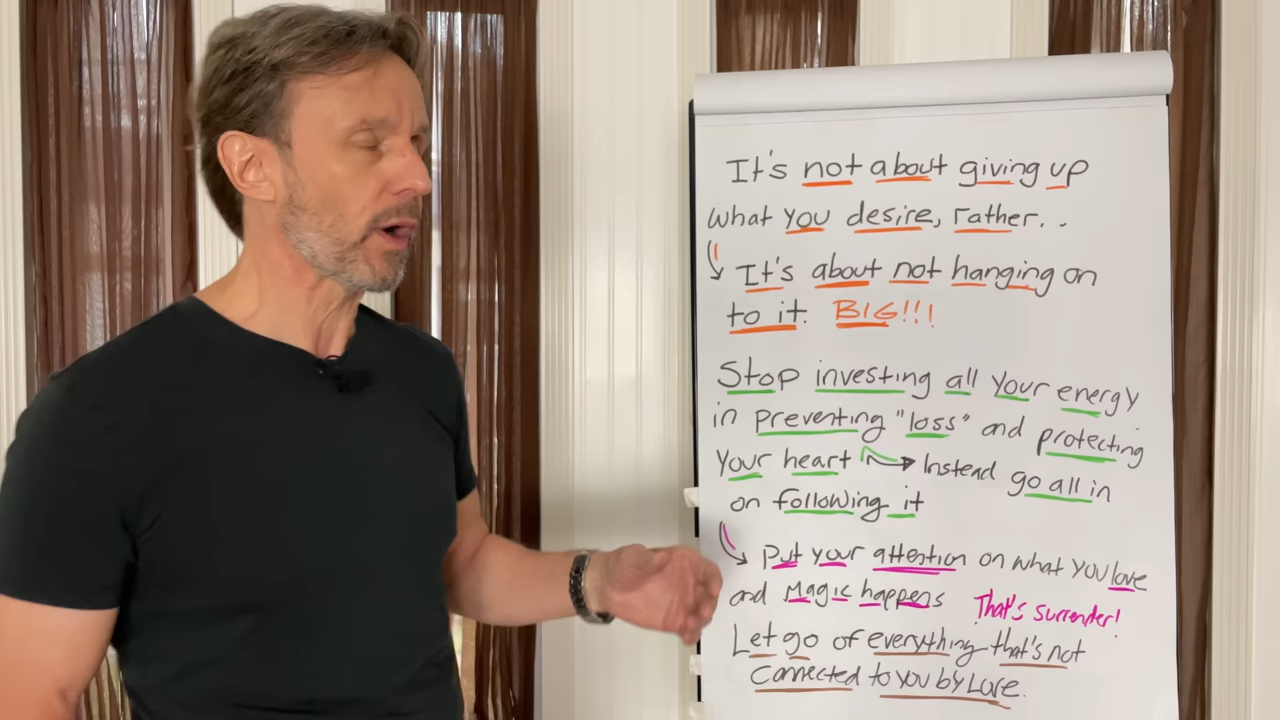 It's not about giving up
what you desire, rather..
It's about not hanging on
to it. BIG!!!
Stop investing all your energy
in preventing "loss" and protecting
your heart → Instead go all in
on following it
Put your attention on what you love
and Magic happens That's surrender!
Let go of everything that's not
connected to you by Love.